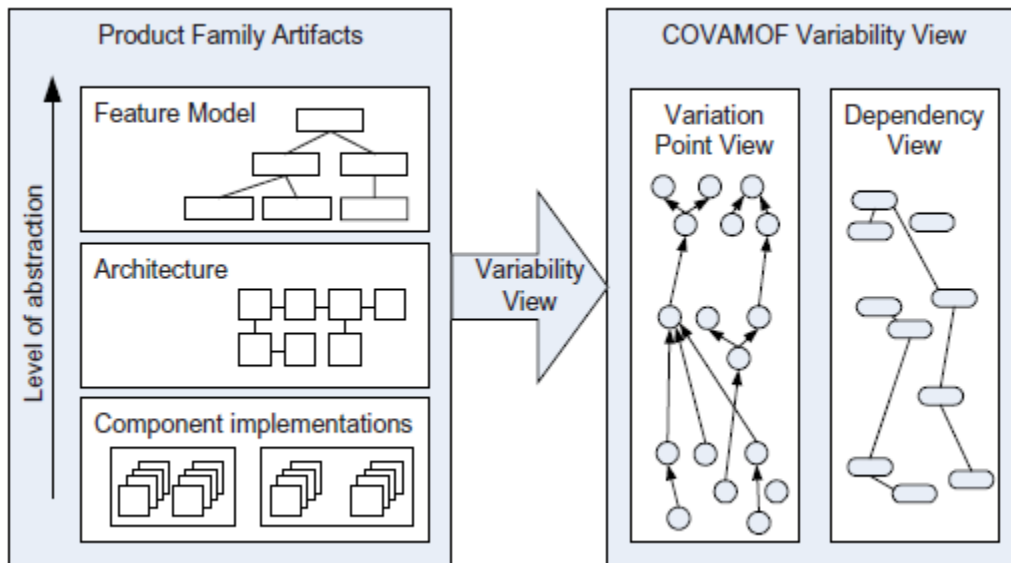 Product Family Artifacts
Level of abstraction
Feature Model
Architecture
Component implementations
Variability
View
COVAMOF Variability View
Variation
Point View
Dependency
View